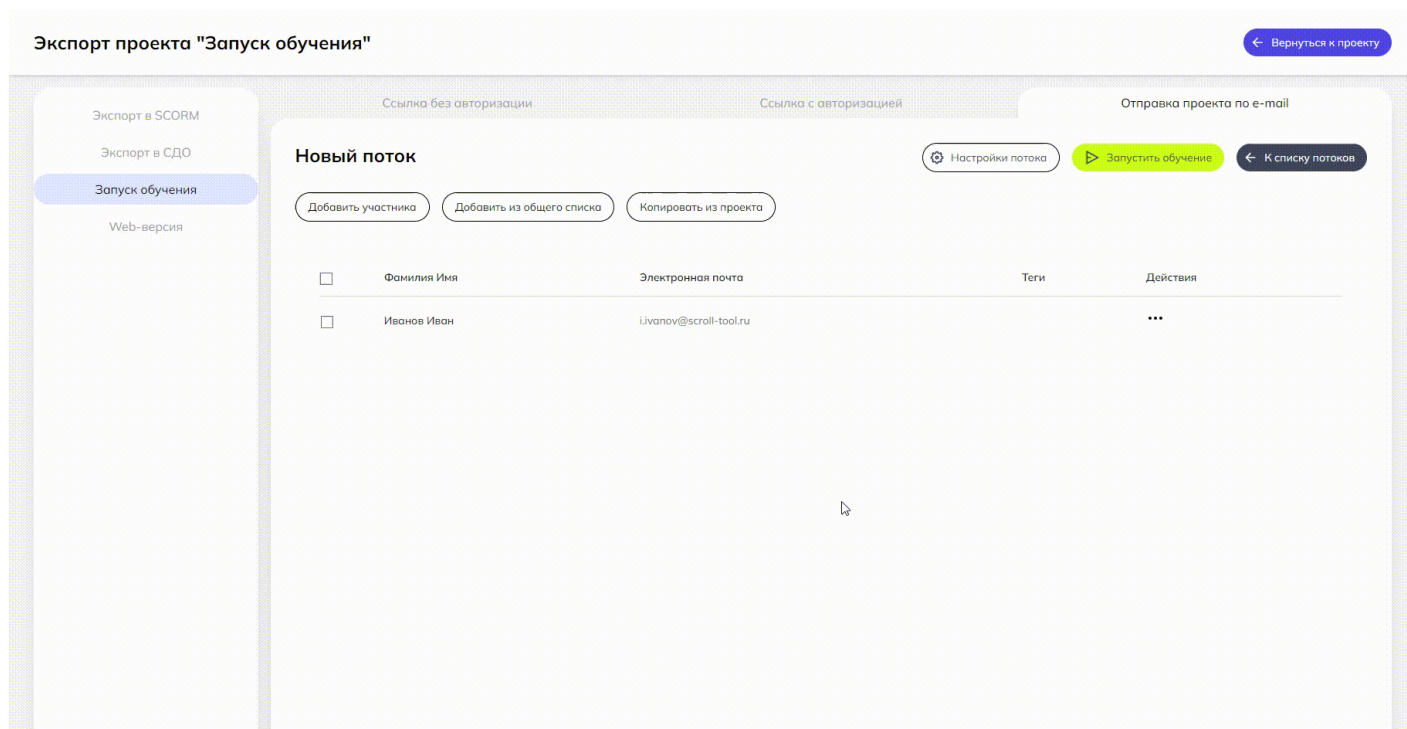 Экспорт проекта "Запуск обучения"
Вернуться к проекту
Экспорт в SCORM
Экспорт в СДО
Запуск обучения
Web-версия
Ссылка без авторизации
Ссылка с авторизацией
Отправка проекта по e-mail
Новый поток
Настройки потока
Запустить обучение
К списку потоков
Добавить участника
Добавить из общего списка
Копировать из проекта
Фамилия Имя
Электронная почта
Теги
Действия
Иванов Иван
i.ivanov@scroll-tool.ru